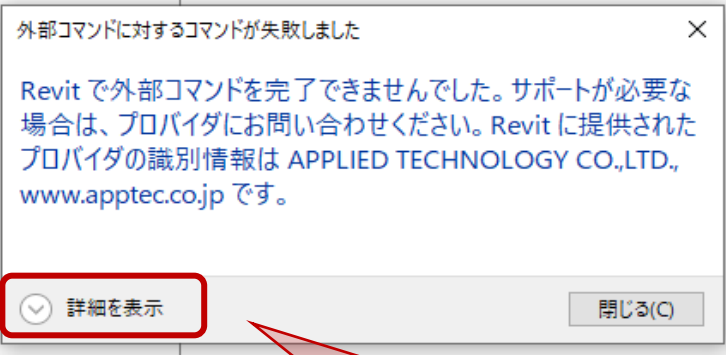 外部コマンドに対するコマンドが失敗しました
Revit で外部コマンドを完了できませんでした。サポートが必要な
場合は、プロバイダにお問い合わせください。Revit に提供された
プロバイダの識別情報は APPLIED TECHNOLOGY CO.,LTD.,
www.apptec.co.jp です。
詳細を表示
閉じる(C)